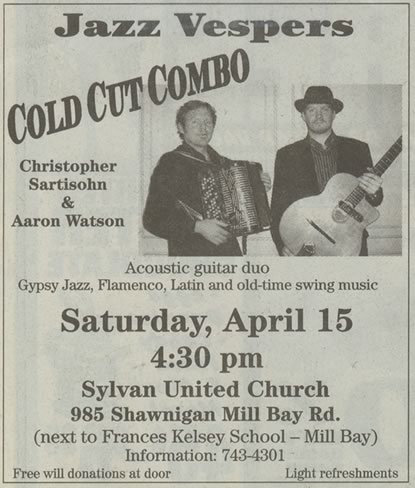 Jazz Vespers
COLD CUT COMBO
Christopher
Sartisohn
&
Aaron Watson
Acoustic guitar duo
Gypsy Jazz, Flamenco, Latin and old-time swing music
Saturday, April 15
4:30 pm
Sylvan United Church
985 Shawnigan Mill Bay Rd.
(next to Frances Kelsey School – Mill Bay)
Information: 743-4301
Free will donations at door Light refreshments